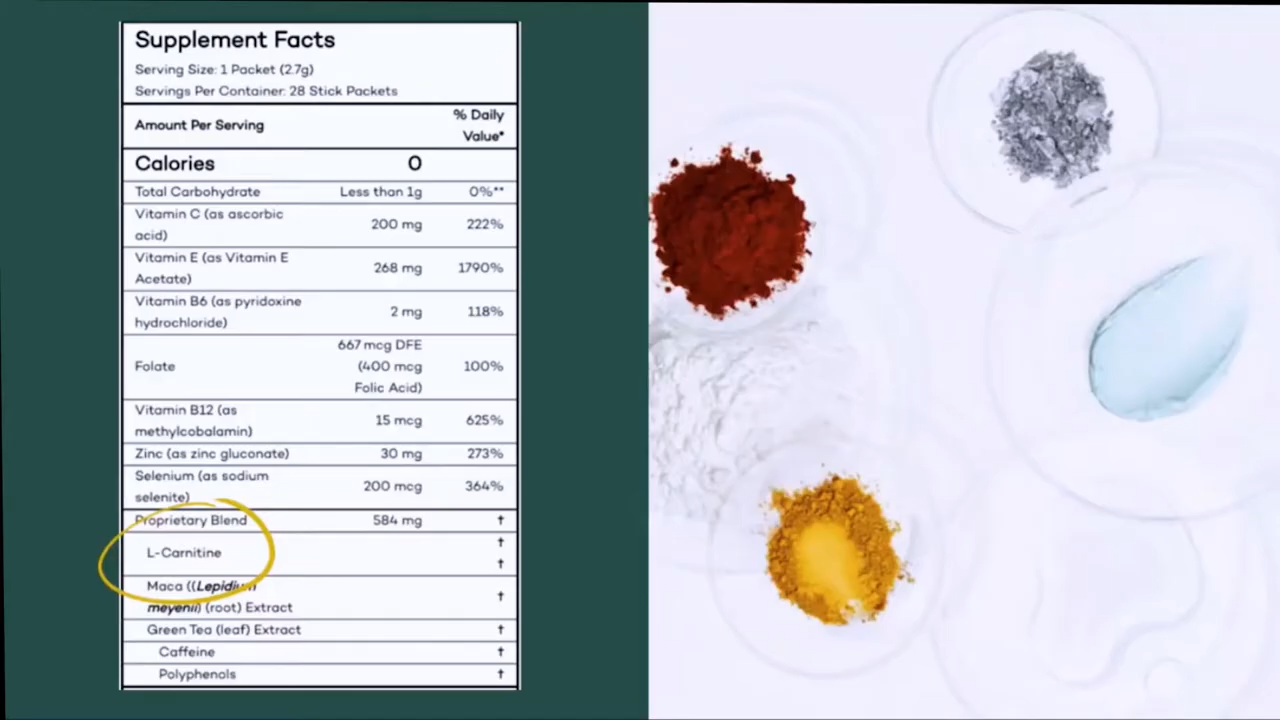 Supplement Facts
Serving Size: 1 Packet (2.7g)
Servings Per Container: 28 Stick Packets
Amount Per Serving % Daily Value*
Calories 0
Total Carbohydrate Less than 1g 0%**
Vitamin C (as ascorbic acid) 200 mg 222%
Vitamin E (as Vitamin E Acetate) 268 mg 1790%
Vitamin B6 (as pyridoxine hydrochloride) 2 mg 118%
Folate 667 mcg DFE (400 mcg Folic Acid) 100%
Vitamin B12 (as methylcobalamin) 15 mcg 625%
Zinc (as zinc gluconate) 30 mg 273%
Selenium (as sodium selenite) 200 mcg 364%
Proprietary Blend 584 mg †
L-Carnitine † †
Maca ((Lepidium meyenii) (root) Extract †
Green Tea (leaf) Extract †
Caffeine †
Polyphenols †